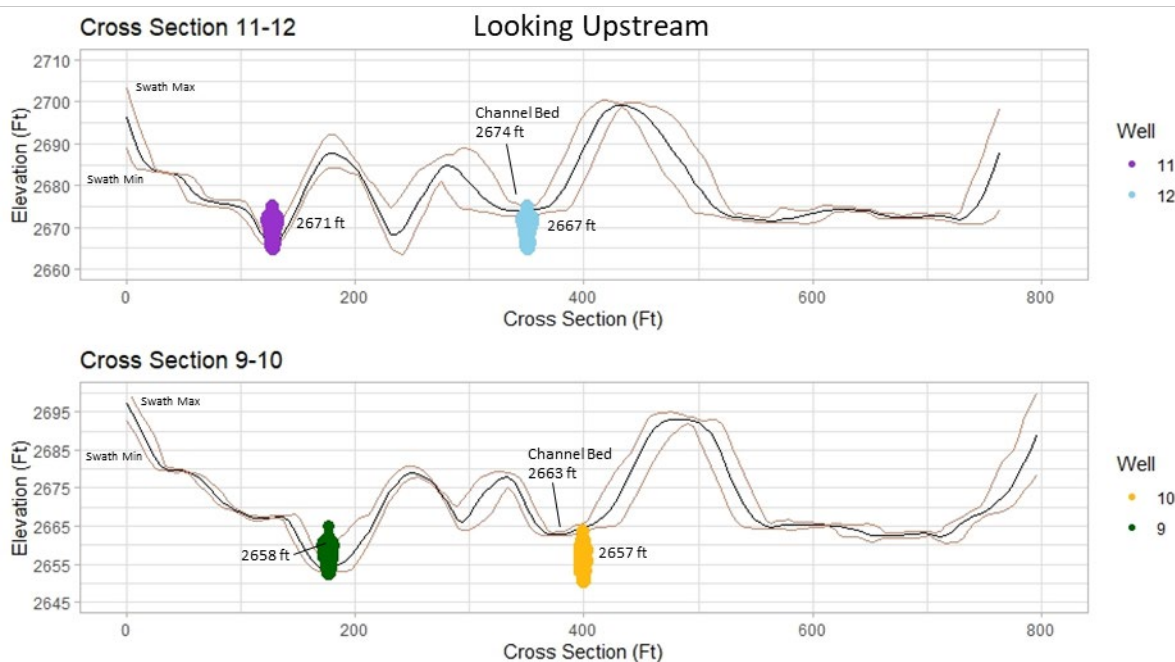 Cross Section 11-12
Looking Upstream
2710
2700
2690
2680
2670
2660
Elevation (Ft)
Swath Max
Swath Min
Channel Bed
2674 ft
2671 ft
2667 ft
0
200
400
600
800
Cross Section (Ft)
Well
11
12
Cross Section 9-10
2695
2685
2675
2665
2655
2645
Elevation (Ft)
Swath Max
Swath Min
Channel Bed
2663 ft
2658 ft
2657 ft
0
200
400
600
800
Cross Section (Ft)
Well
10
9